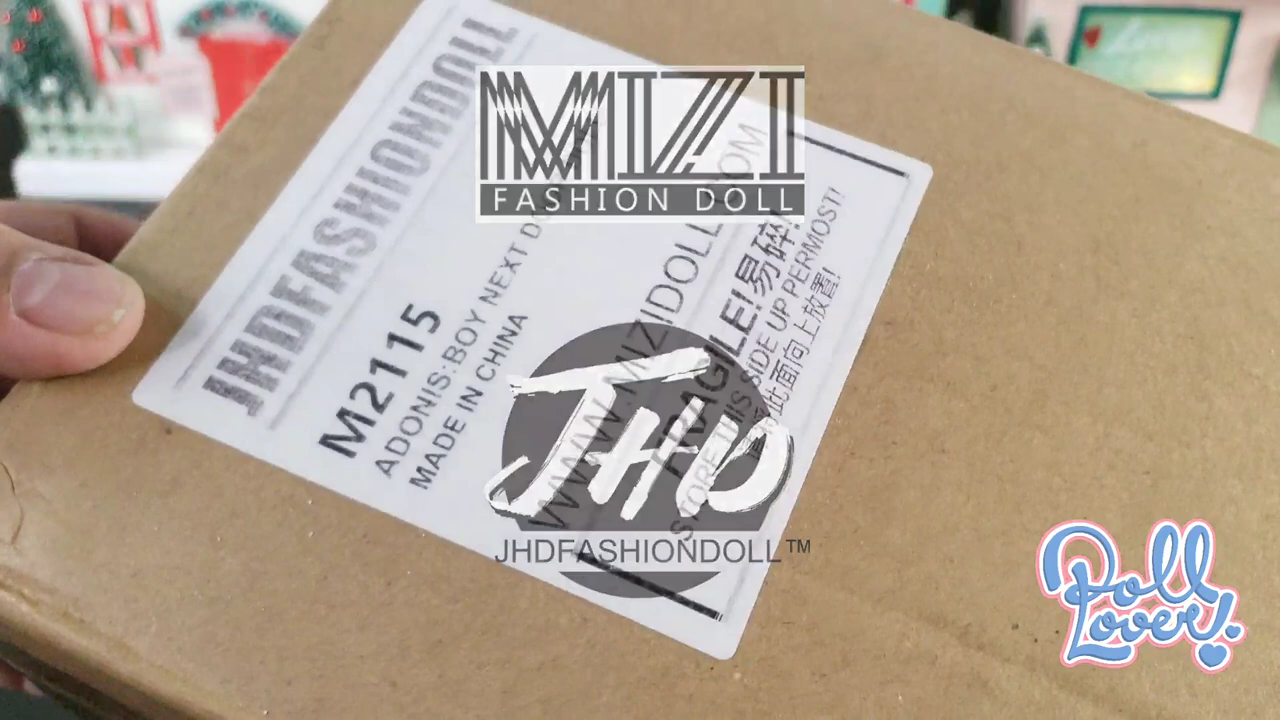 JHDFASHIONDOLL
M2115
ADONIS:BOY NEXT
MADE IN CHINA
WWW.MIZIDOLL.COM
FRAGILE!易碎!
STORE THIS SIDE UP PERMOST!
此面向上放置!
MIZI
FASHION DOLL
JHD
JHDFASHIONDOLL™
Doll
Lover!